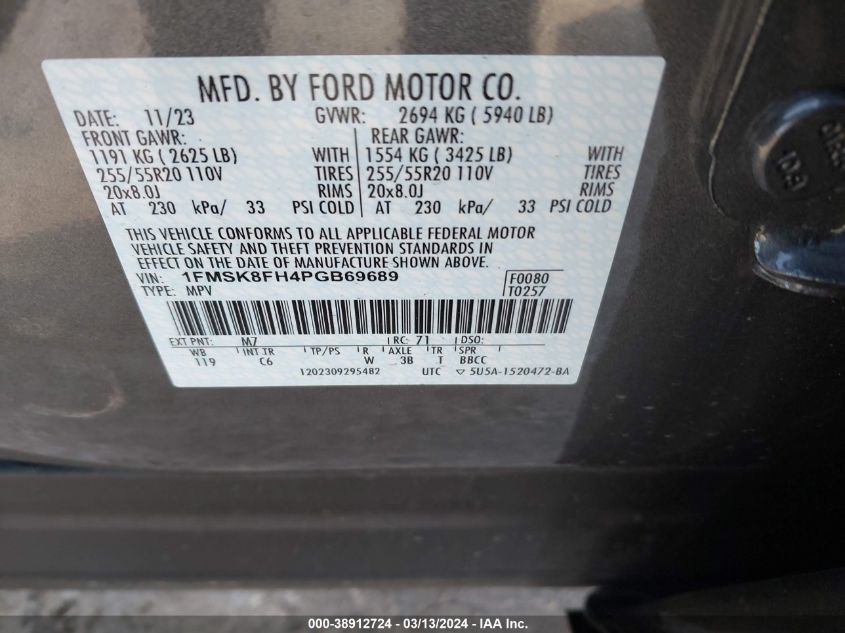 MFD. BY FORD MOTOR CO.
DATE: 11/23 GVWR: 2694 KG ( 5940 LB)
FRONT GAWR: REAR GAWR:
1191 KG ( 2625 LB) WITH 1554 KG ( 3425 LB) WITH
255/55R20 110V TIRES 255/55R20 110V TIRES
20x8.0J RIMS 20x8.0J RIMS
AT 230 kPa/ 33 PSI COLD AT 230 kPa/ 33 PSI COLD
THIS VEHICLE CONFORMS TO ALL APPLICABLE FEDERAL MOTOR
VEHICLE SAFETY AND THEFT PREVENTION STANDARDS IN
EFFECT ON THE DATE OF MANUFACTURE SHOWN ABOVE.
VIN: 1FMSK8FH4PGB69689 F0080
TYPE: MPV T0257
EXT PNT: M7 RC: 71 DSO:
WB INT TR TP/PS R AXLE TR SPR
119 C6 W 3B T BBCC
1202309295482 UTC ▽ 5U5A-1520472-BA
000-38912724 - 03/13/2024 - IAA Inc.